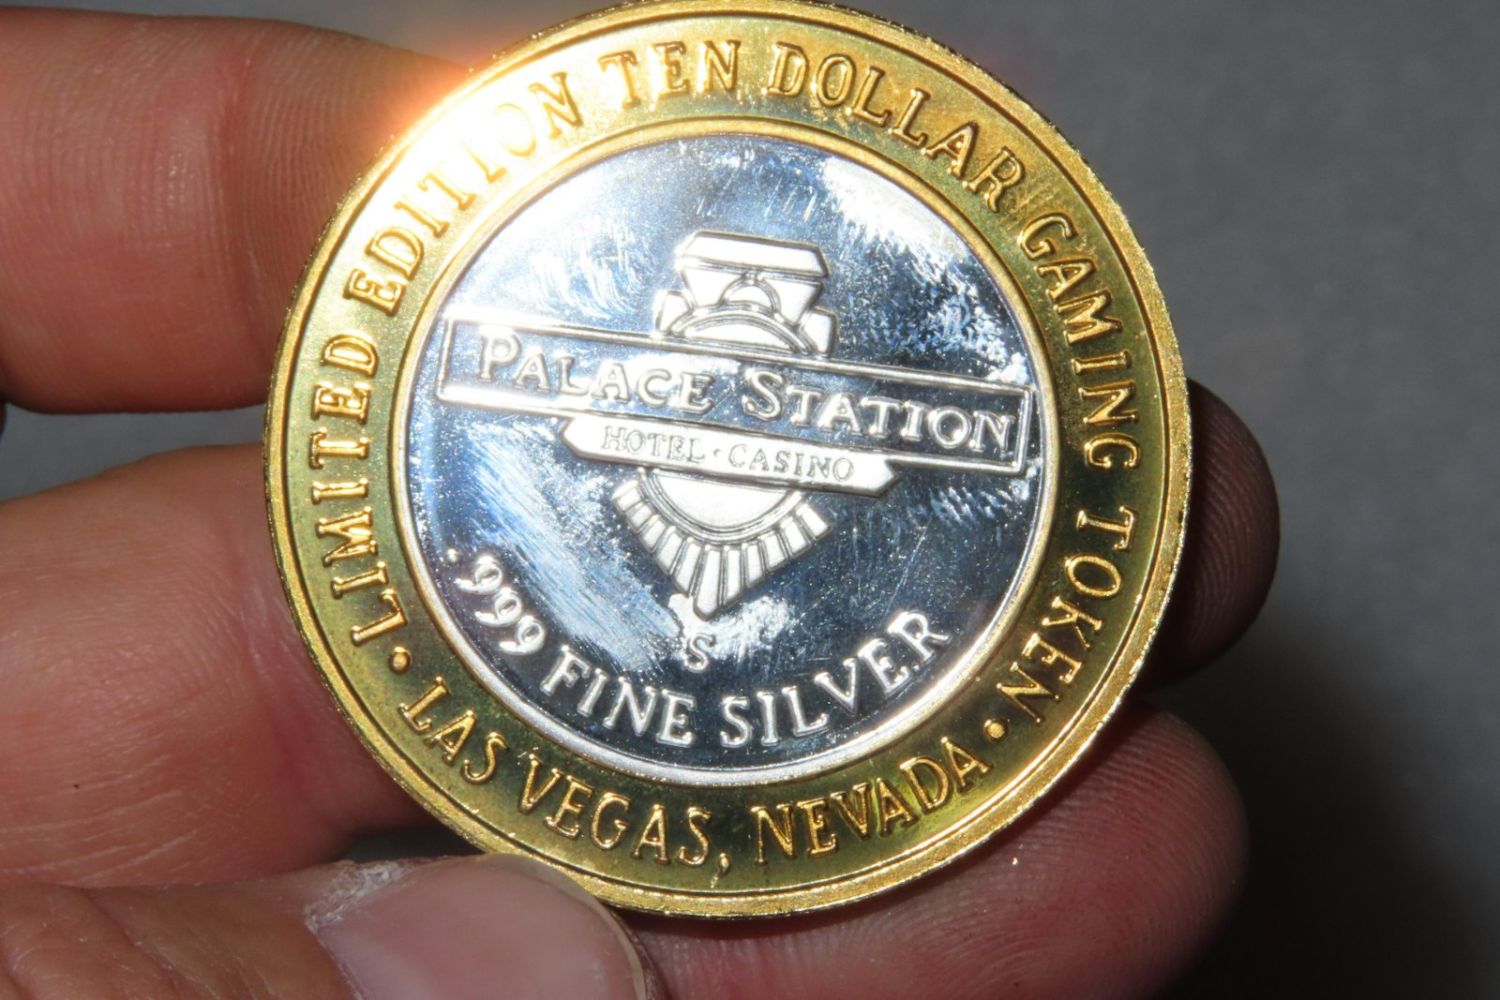 LIMITED EDITION TEN DOLLAR GAMING TOKEN
PALACE STATION
HOTEL · CASINO
S
.999 FINE SILVER
• LAS VEGAS, NEVADA •